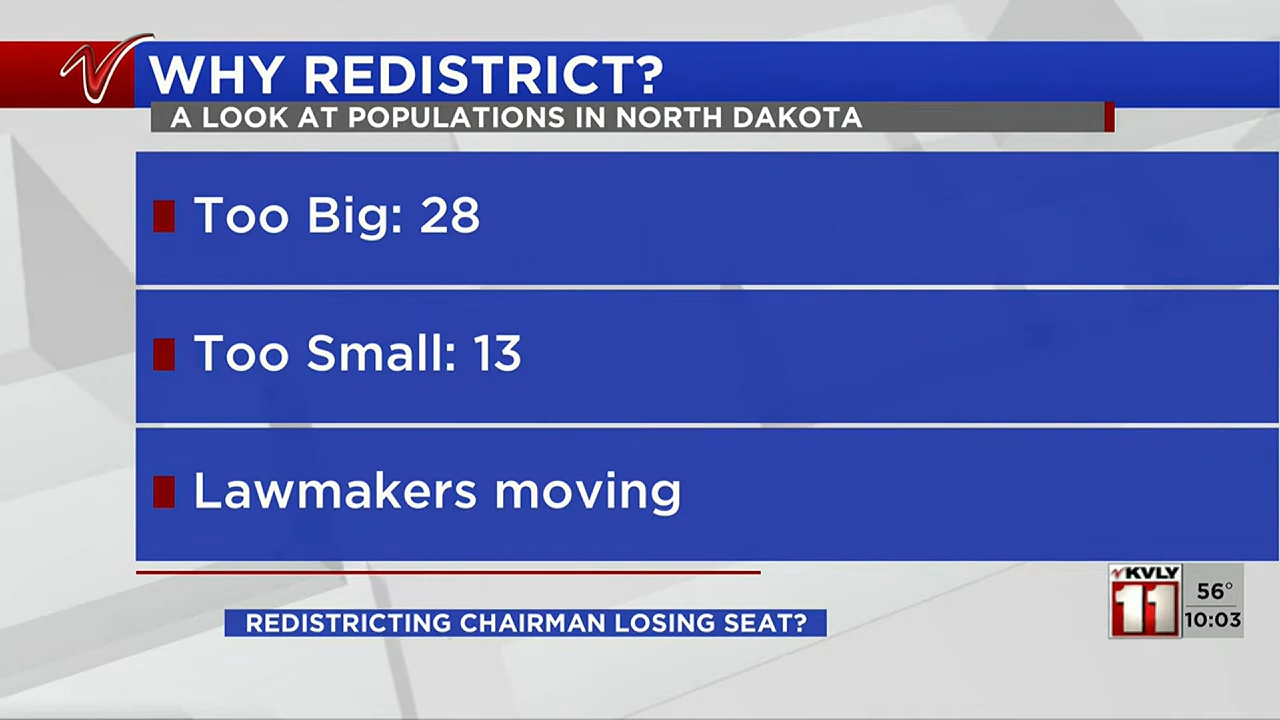 WHY REDISTRICT?
A LOOK AT POPULATIONS IN NORTH DAKOTA
Too Big: 28
Too Small: 13
Lawmakers moving
REDISTRICTING CHAIRMAN LOSING SEAT?
KVLY
11
56°
10:03